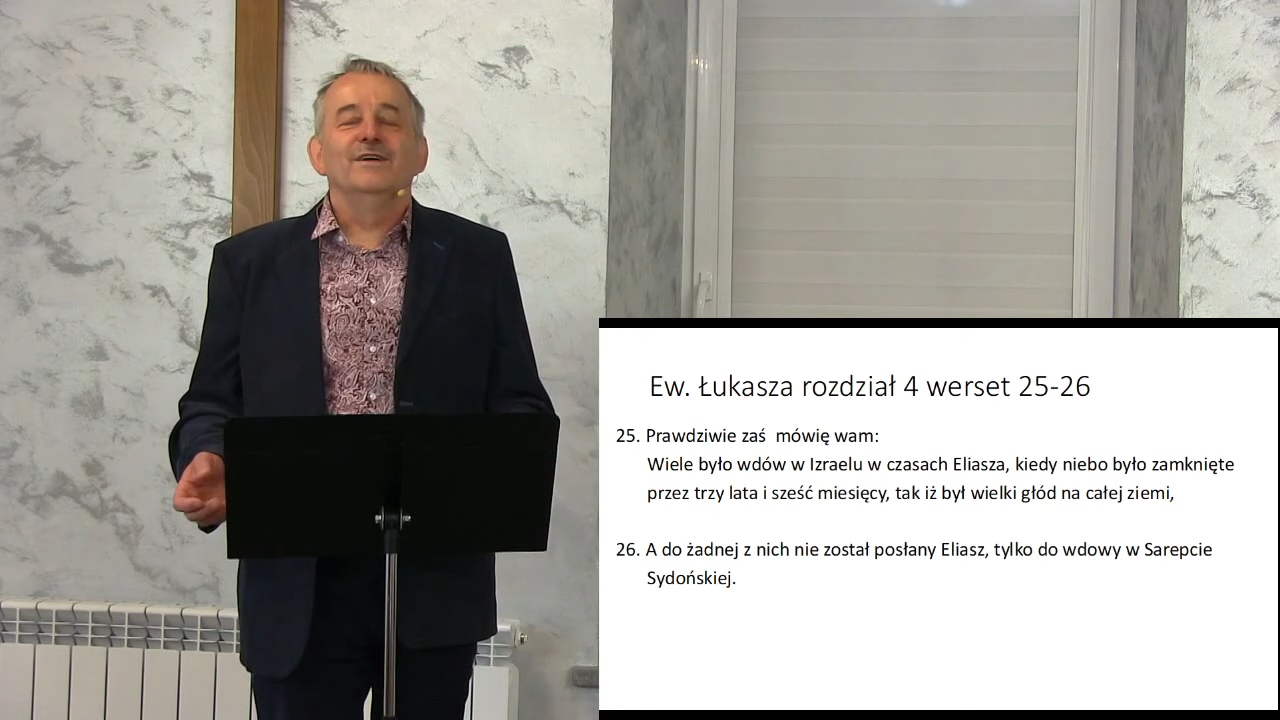 Ew. Łukasza rozdział 4 werset 25-26
25. Prawdziwie zaś  mówię wam:
Wiele było wdów w Izraelu w czasach Eliasza, kiedy niebo było zamknięte
przez trzy lata i sześć miesięcy, tak iż był wielki głód na całej ziemi,
26. A do żadnej z nich nie został posłany Eliasz, tylko do wdowy w Sarepcie
Sydońskiej.